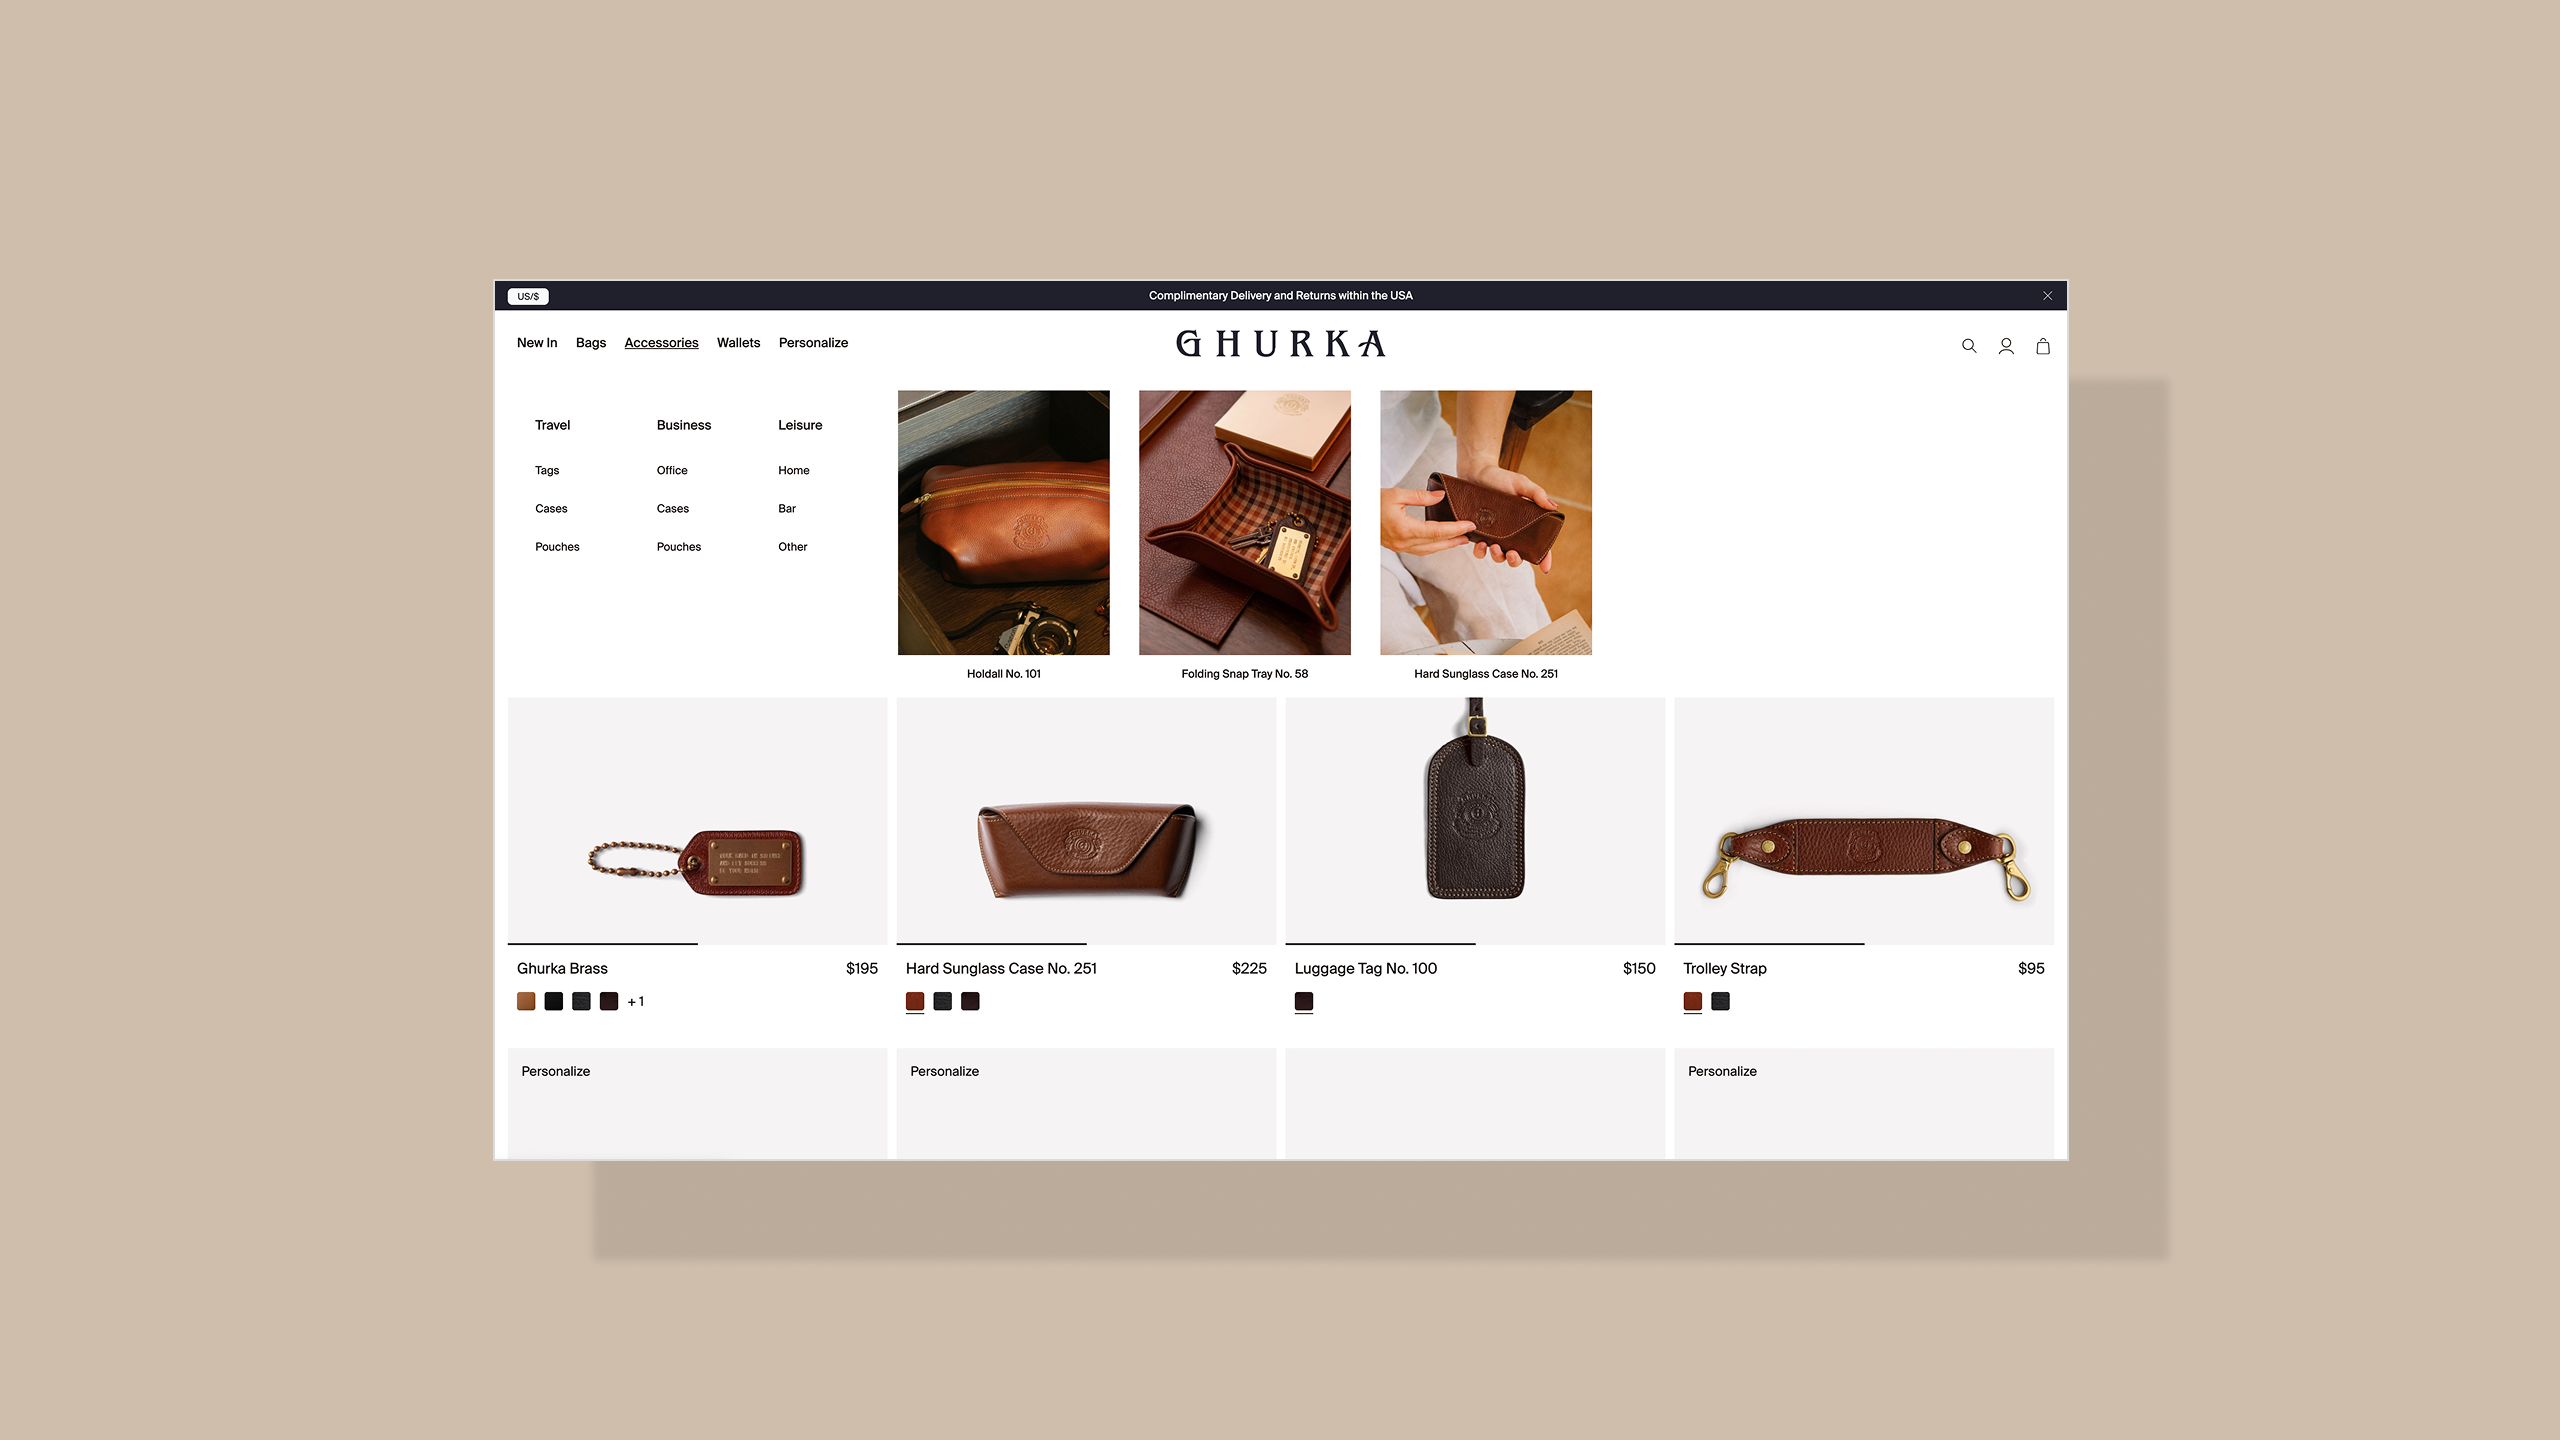 US/$
Complimentary Delivery and Returns within the USA
New In Bags Accessories Wallets Personalize
GHURKA
Travel Business Leisure
Tags Office Home
Cases Cases Bar
Pouches Pouches Other
Holdall No. 101
Folding Snap Tray No. 58
Hard Sunglass Case No. 251
Ghurka Brass $195
+ 1
Hard Sunglass Case No. 251 $225
Luggage Tag No. 100 $150
Trolley Strap $95
Personalize
Personalize
Personalize